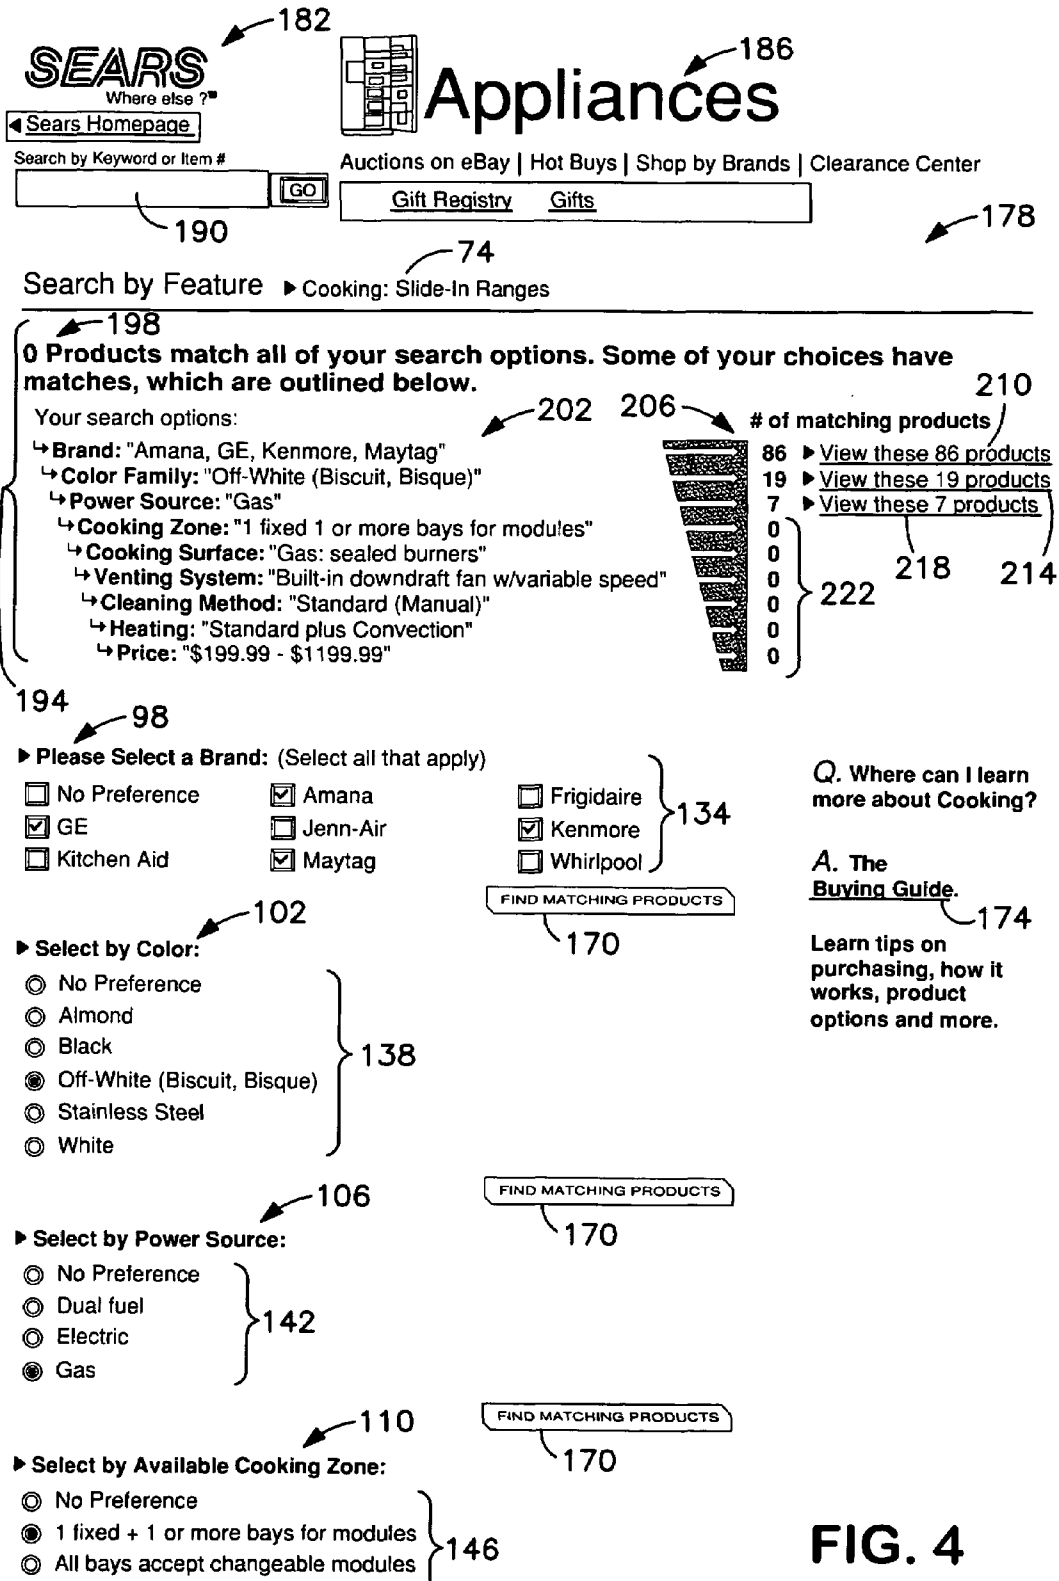 182
SEARS
Where else ?℠
Sears Homepage
Appliances
186
Search by Keyword or Item #
GO
190
Auctions on eBay | Hot Buys | Shop by Brands | Clearance Center
Gift Registry Gifts
178
74
Search by Feature ▶ Cooking: Slide-In Ranges
198
0 Products match all of your search options. Some of your choices have
matches, which are outlined below.
210
Your search options:
202
206
# of matching products
↳Brand: "Amana, GE, Kenmore, Maytag" 86 ▶ View these 86 products
↳Color Family: "Off-White (Biscuit, Bisque)" 19 ▶ View these 19 products
↳Power Source: "Gas" 7 ▶ View these 7 products
↳Cooking Zone: "1 fixed 1 or more bays for modules" 0
↳Cooking Surface: "Gas: sealed burners" 0
↳Venting System: "Built-in downdraft fan w/variable speed" 0
↳Cleaning Method: "Standard (Manual)" 0
↳Heating: "Standard plus Convection" 0
↳Price: "$199.99 - $1199.99" 0
218
214
222
194
98
▶ Please Select a Brand: (Select all that apply)
No Preference Amana Frigidaire
GE Jenn-Air Kenmore
Kitchen Aid Maytag Whirlpool
134
Q. Where can I learn
more about Cooking?
A. The
Buying Guide.
174
Learn tips on
purchasing, how it
works, product
options and more.
FIND MATCHING PRODUCTS
170
102
▶ Select by Color:
No Preference
Almond
Black
Off-White (Biscuit, Bisque)
Stainless Steel
White
138
FIND MATCHING PRODUCTS
170
106
▶ Select by Power Source:
No Preference
Dual fuel
Electric
Gas
142
FIND MATCHING PRODUCTS
170
110
▶ Select by Available Cooking Zone:
No Preference
1 fixed + 1 or more bays for modules
All bays accept changeable modules
146
FIG. 4